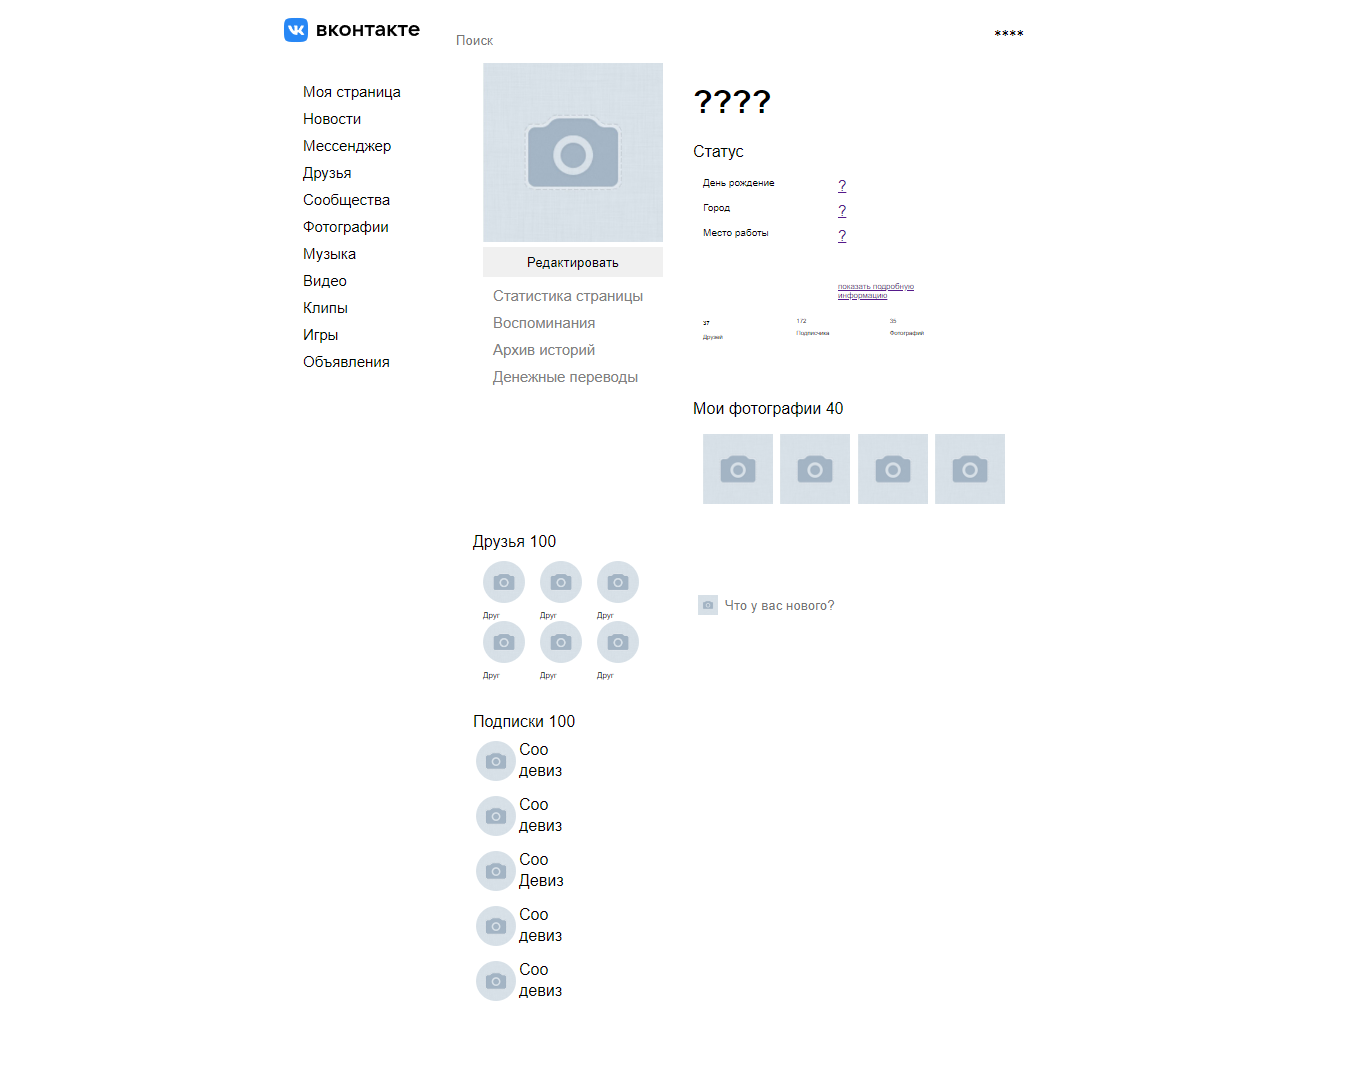 вконтакте
Поиск
****
Моя страница
Новости
Мессенджер
Друзья
Сообщества
Фотографии
Музыка
Видео
Клипы
Игры
Объявления
Редактировать
Статистика страницы
Воспоминания
Архив историй
Денежные переводы
????
Статус
День рождение ?
Город ?
Место работы ?
показать подробную
информацию
37 172 35
Друзей Подписчика Фотографий
Мои фотографии 40
Друзья 100
Друг Друг Друг
Друг Друг Друг
Что у вас нового?
Подписки 100
Соо
девиз
Соо
девиз
Соо
Девиз
Соо
девиз
Соо
девиз